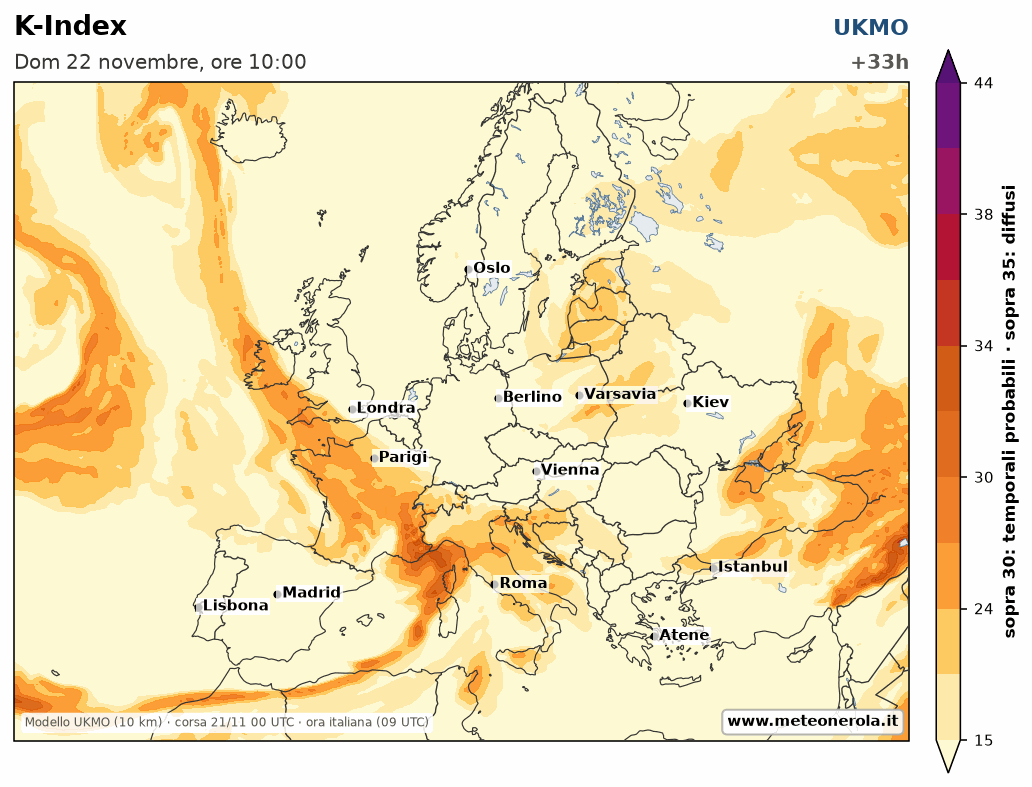 K-Index
UKMO
Dom 22 novembre, ore 10:00
+33h
44
38
34
30
24
15
sopra 30: temporali probabili · sopra 35: diffusi
Oslo
Londra
Berlino
Varsavia
Kiev
Parigi
Vienna
Istanbul
Roma
Madrid
Lisbona
Atene
Modello UKMO (10 km) · corsa 21/11 00 UTC · ora italiana (09 UTC)
www.meteonerola.it